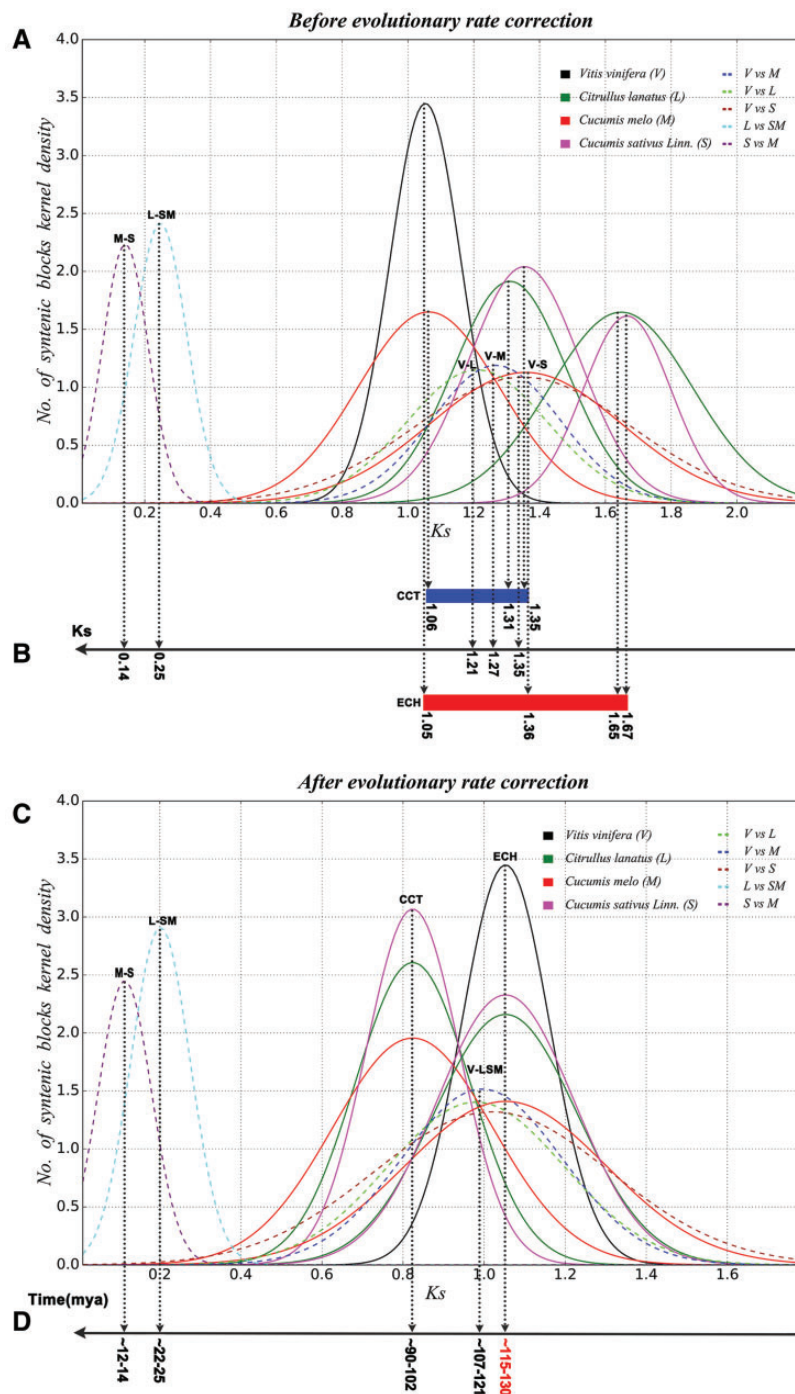 Before evolutionary rate correction
A
4.0
3.5
3.0
2.5
2.0
1.5
1.0
0.5
0.0
No. of syntenic blocks kernel density
Vitis vinifera (V)
Citrullus lanatus (L)
Cucumis melo (M)
Cucumis sativus Linn. (S)
V vs M
V vs L
V vs S
L vs SM
S vs M
M-S
L-SM
V-L
V-M
V-S
0.2 0.4 0.6 0.8 1.0 1.2 1.4 1.6 1.8 2.0
Ks
CCT
1.06
1.31
1.35
Ks
B
0.14
0.25
1.21
1.27
1.35
ECH
1.05
1.36
1.65
1.67
After evolutionary rate correction
C
4.0
3.5
3.0
2.5
2.0
1.5
1.0
0.5
0.0
No. of syntenic blocks kernel density
Vitis vinifera (V)
Citrullus lanatus (L)
Cucumis melo (M)
Cucumis sativus Linn. (S)
V vs L
V vs M
V vs S
L vs SM
S vs M
M-S
L-SM
CCT
ECH
V-LSM
0.2 0.4 0.6 0.8 1.0 1.2 1.4 1.6
Ks
Time(mya)
D
~12-14
~22-25
~90-102
~107-121
~115-130